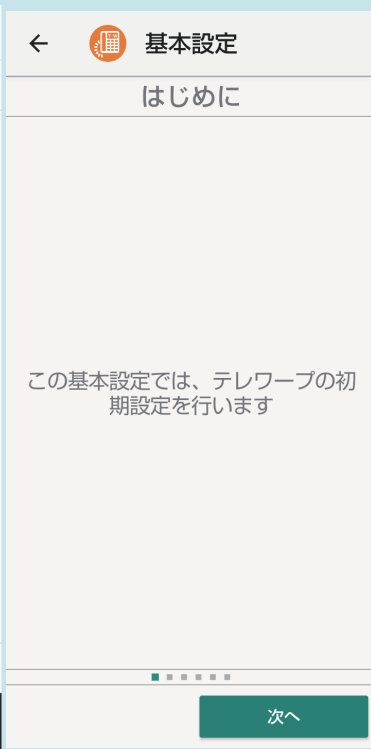 基本設定
はじめに
この基本設定では、テレワープの初
期設定を行います
次へ